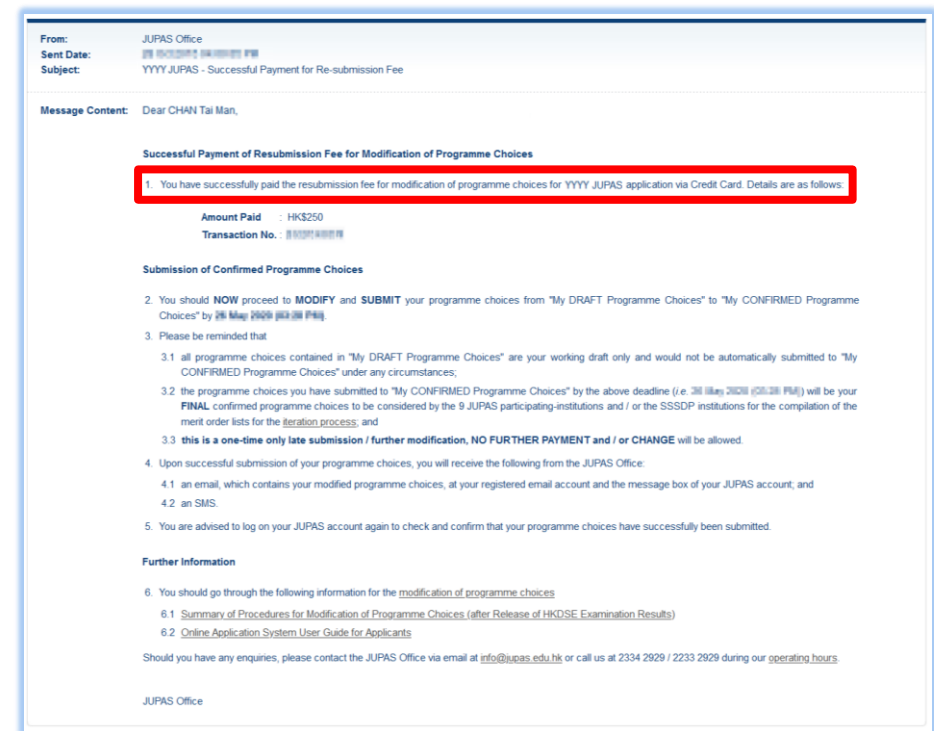 From: JUPAS Office
Sent Date:
Subject: YYYY JUPAS - Successful Payment for Re-submission Fee
Message Content: Dear CHAN Tai Man,
Successful Payment of Resubmission Fee for Modification of Programme Choices
1. You have successfully paid the resubmission fee for modification of programme choices for YYYY JUPAS application via Credit Card. Details are as follows:
Amount Paid : HK$250
Transaction No. :
Submission of Confirmed Programme Choices
2. You should NOW proceed to MODIFY and SUBMIT your programme choices from "My DRAFT Programme Choices" to "My CONFIRMED Programme
Choices" by
3. Please be reminded that
3.1 all programme choices contained in "My DRAFT Programme Choices" are your working draft only and would not be automatically submitted to "My
CONFIRMED Programme Choices" under any circumstances;
3.2 the programme choices you have submitted to "My CONFIRMED Programme Choices" by the above deadline (i.e. ) will be your
FINAL confirmed programme choices to be considered by the 9 JUPAS participating-institutions and / or the SSSDP institutions for the compilation of the
merit order lists for the iteration process; and
3.3 this is a one-time only late submission / further modification, NO FURTHER PAYMENT and / or CHANGE will be allowed.
4. Upon successful submission of your programme choices, you will receive the following from the JUPAS Office:
4.1 an email, which contains your modified programme choices, at your registered email account and the message box of your JUPAS account; and
4.2 an SMS.
5. You are advised to log on your JUPAS account again to check and confirm that your programme choices have successfully been submitted.
Further Information
6. You should go through the following information for the modification of programme choices
6.1 Summary of Procedures for Modification of Programme Choices (after Release of HKDSE Examination Results)
6.2 Online Application System User Guide for Applicants
Should you have any enquiries, please contact the JUPAS Office via email at info@jupas.edu.hk or call us at 2334 2929 / 2233 2929 during our operating hours.
JUPAS Office